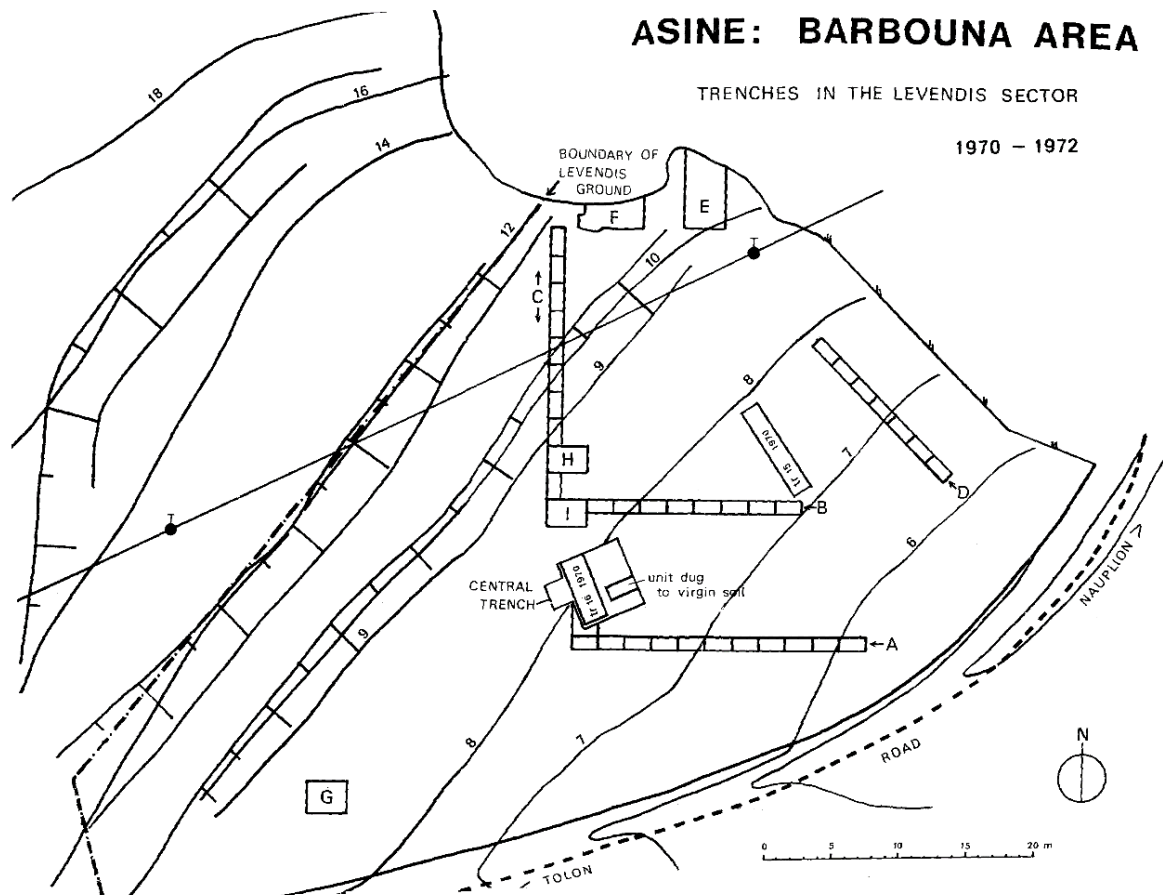 ASINE: BARBOUNA AREA
TRENCHES IN THE LEVENDIS SECTOR
1970 – 1972
18
16
14
BOUNDARY OF
LEVENDIS
GROUND
F
E
12
10
T
C
9
8
tr 15 1970
7
H
D
I
B
T
6
CENTRAL
TRENCH
tr 16 1970
unit dug
to virgin soil
NAUPLION >
9
A
8
7
ROAD
N
G
0 5 10 20 m
TOLON